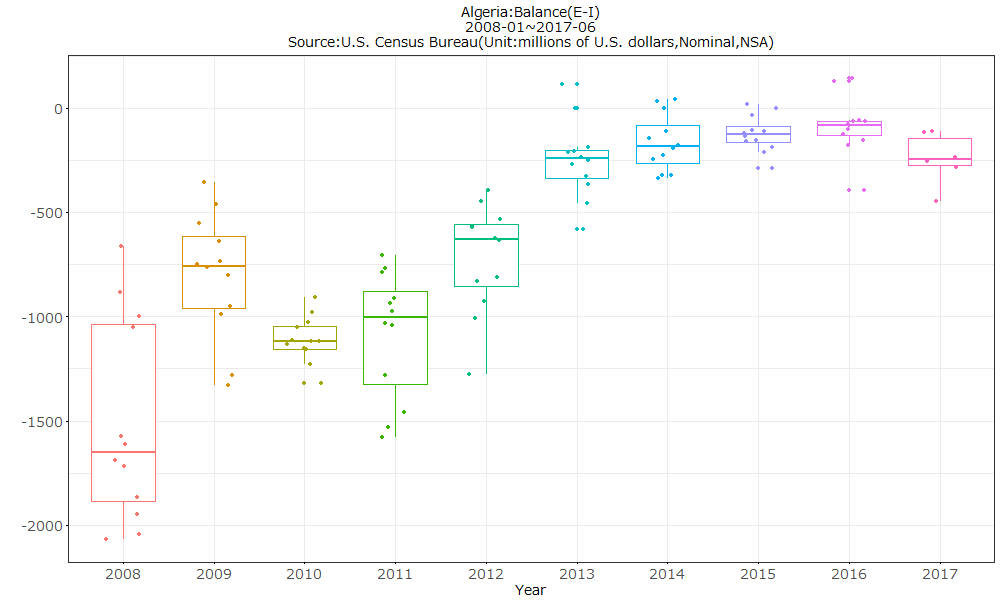 Algeria:Balance(E-I)
2008-01~2017-06
Source:U.S. Census Bureau(Unit:millions of U.S. dollars,Nominal,NSA)
0
-500
-1000
-1500
-2000
2008 2009 2010 2011 2012 2013 2014 2015 2016 2017
Year